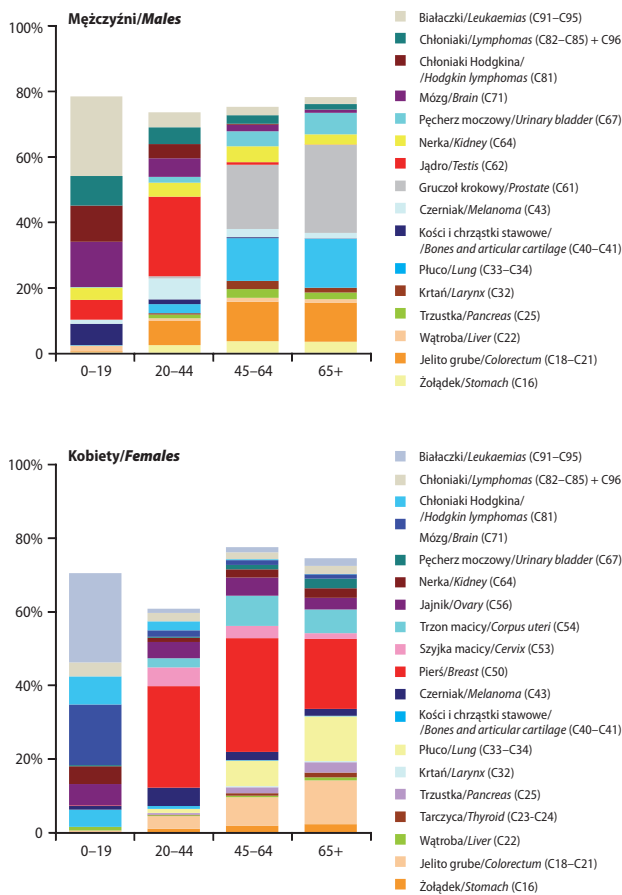 Mężczyźni/Males
100%
80%
60%
40%
20%
0
0–19
20–44
45–64
65+
Białaczki/Leukaemias (C91–C95)
Chłoniaki/Lymphomas (C82–C85) + C96
Chłoniaki Hodgkina/
/Hodgkin lymphomas (C81)
Mózg/Brain (C71)
Pęcherz moczowy/Urinary bladder (C67)
Nerka/Kidney (C64)
Jądro/Testis (C62)
Gruczoł krokowy/Prostate (C61)
Czerniak/Melanoma (C43)
Kości i chrząstki stawowe/
/Bones and articular cartilage (C40–C41)
Płuco/Lung (C33–C34)
Krtań/Larynx (C32)
Trzustka/Pancreas (C25)
Wątroba/Liver (C22)
Jelito grube/Colorectum (C18–C21)
Żołądek/Stomach (C16)
Kobiety/Females
100%
80%
60%
40%
20%
0
0–19
20–44
45–64
65+
Białaczki/Leukaemias (C91–C95)
Chłoniaki/Lymphomas (C82–C85) + C96
Chłoniaki Hodgkina/
/Hodgkin lymphomas (C81)
Mózg/Brain (C71)
Pęcherz moczowy/Urinary bladder (C67)
Nerka/Kidney (C64)
Jajnik/Ovary (C56)
Trzon macicy/Corpus uteri (C54)
Szyjka macicy/Cervix (C53)
Pierś/Breast (C50)
Czerniak/Melanoma (C43)
Kości i chrząstki stawowe/
/Bones and articular cartilage (C40–C41)
Płuco/Lung (C33–C34)
Krtań/Larynx (C32)
Trzustka/Pancreas (C25)
Tarczyca/Thyroid (C23-C24)
Wątroba/Liver (C22)
Jelito grube/Colorectum (C18–C21)
Żołądek/Stomach (C16)